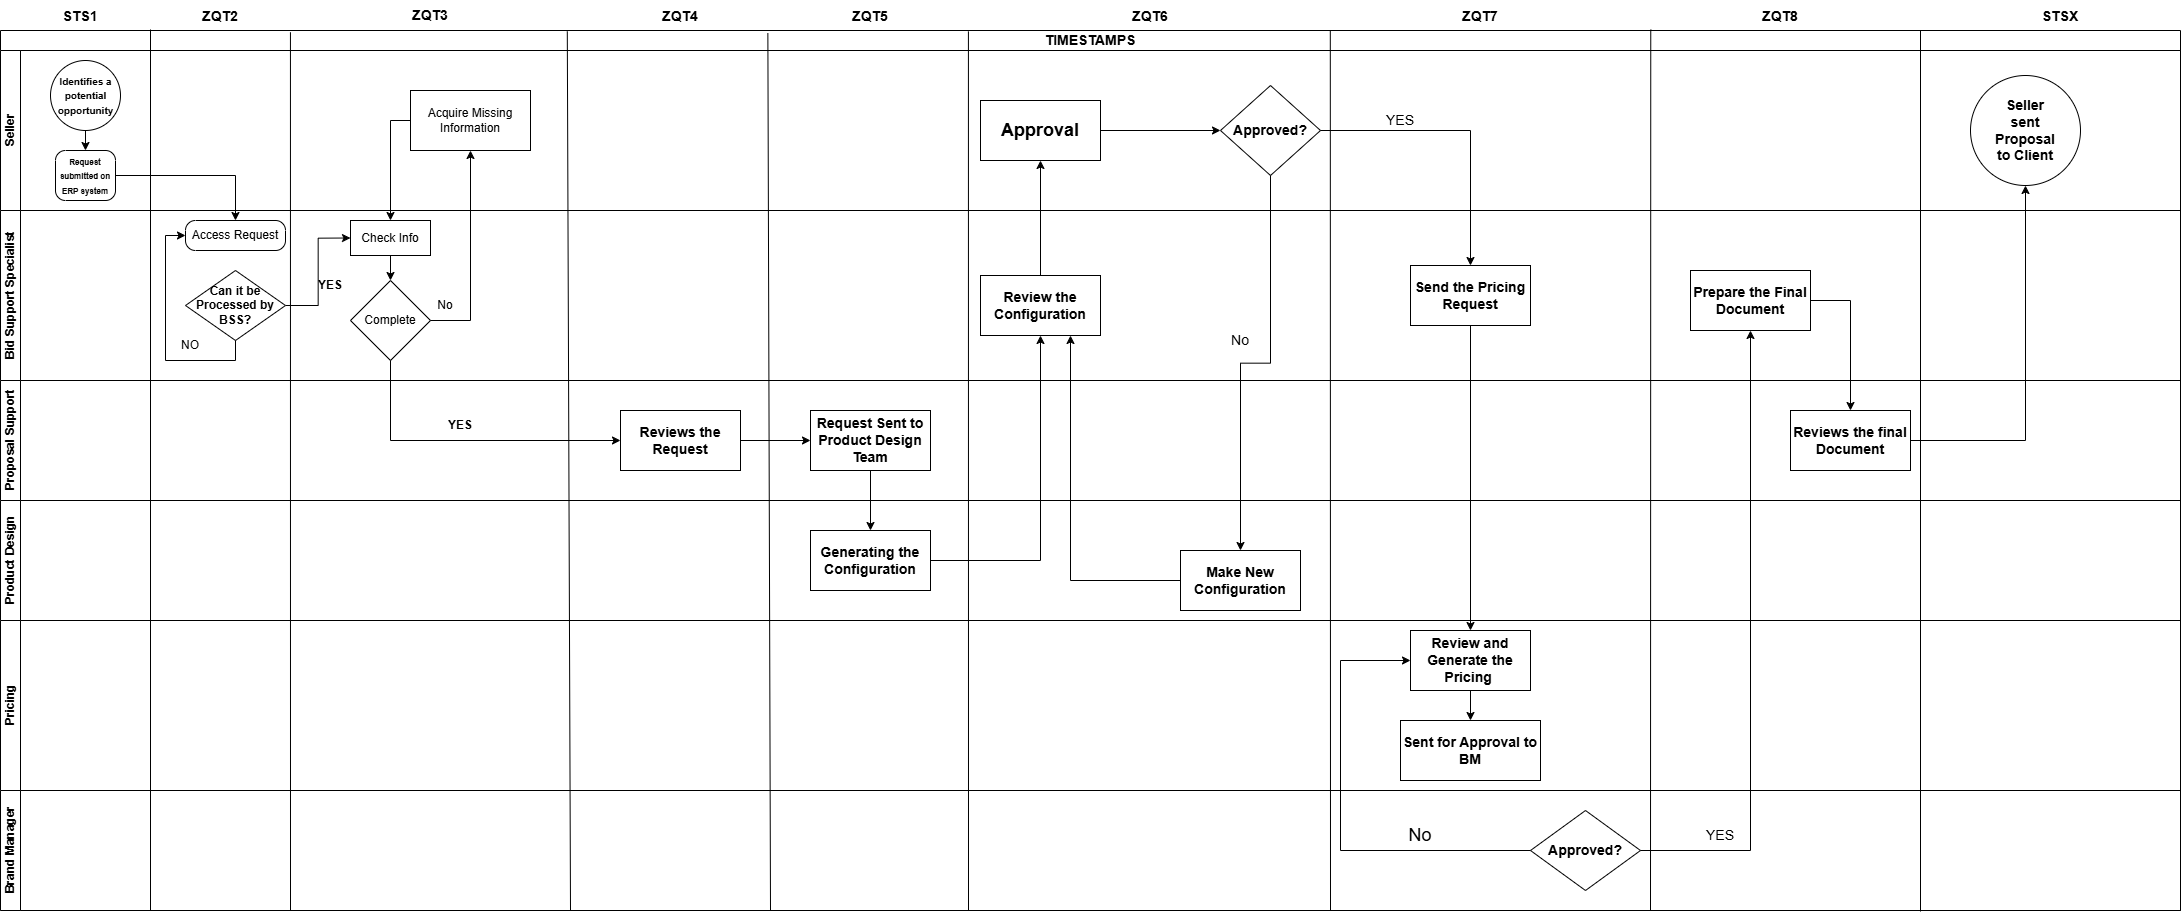 STS1
ZQT2
ZQT3
ZQT4
ZQT5
ZQT6
ZQT7
ZQT8
STSX
TIMESTAMPS
Seller
Identifies a
potential
opportunity
Request
submitted on
ERP system
Acquire Missing
Information
Approval
Approved?
YES
Seller
sent
Proposal
to Client
Bid Support Specialist
Access Request
Can it be
Processed by
BSS?
NO
YES
Check Info
Complete
No
Review the
Configuration
No
Send the Pricing
Request
Prepare the Final
Document
Proposal Support
YES
Reviews the
Request
Request Sent to
Product Design
Team
Reviews the final
Document
Product Design
Generating the
Configuration
Make New
Configuration
Pricing
Review and
Generate the
Pricing
Sent for Approval to
BM
Brand Manager
No
Approved?
YES